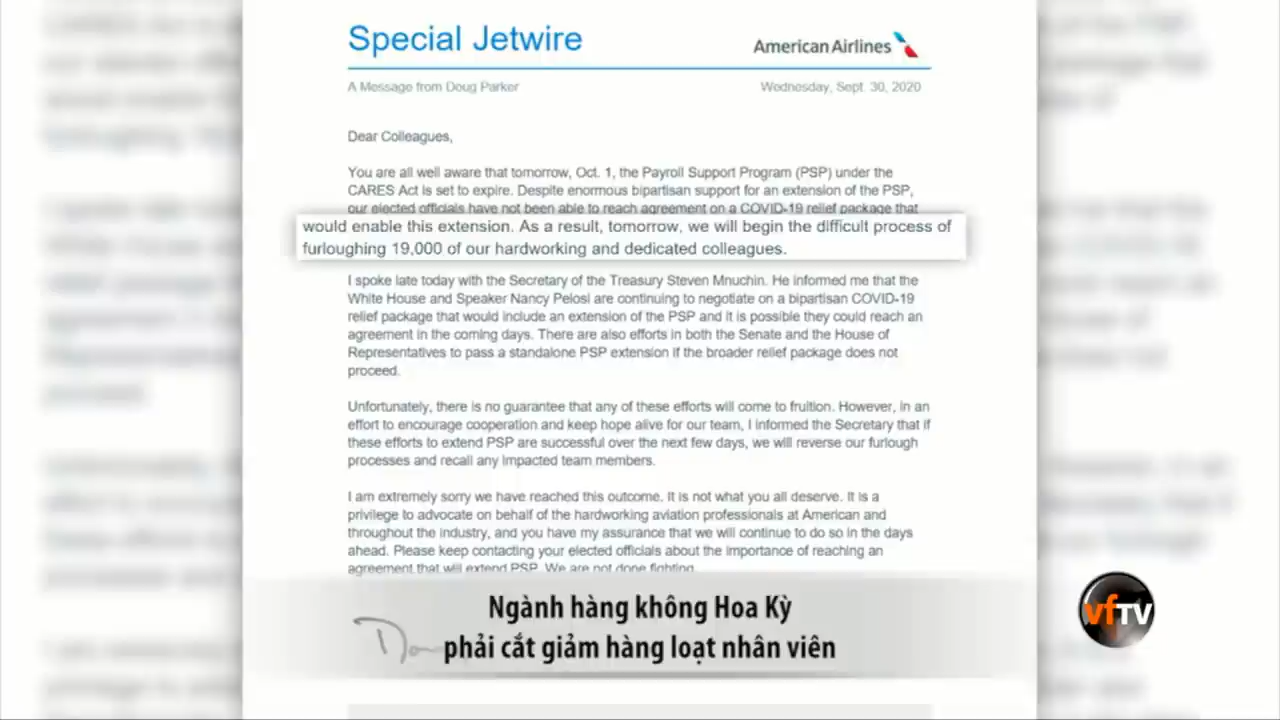 Special Jetwire
American Airlines
A Message from Doug Parker
Wednesday, Sept. 30, 2020
Dear Colleagues,
You are all well aware that tomorrow, Oct. 1, the Payroll Support Program (PSP) under the
CARES Act is set to expire. Despite enormous bipartisan support for an extension of the PSP,
our elected officials have not been able to reach agreement on a COVID-19 relief package that
would enable this extension. As a result, tomorrow, we will begin the difficult process of
furloughing 19,000 of our hardworking and dedicated colleagues.
I spoke late today with the Secretary of the Treasury Steven Mnuchin. He informed me that the
White House and Speaker Nancy Pelosi are continuing to negotiate on a bipartisan COVID-19
relief package that would include an extension of the PSP and it is possible they could reach an
agreement in the coming days. There are also efforts in both the Senate and the House of
Representatives to pass a standalone PSP extension if the broader relief package does not
proceed.
Unfortunately, there is no guarantee that any of these efforts will come to fruition. However, in an
effort to encourage cooperation and keep hope alive for our team, I informed the Secretary that if
these efforts to extend PSP are successful over the next few days, we will reverse our furlough
processes and recall any impacted team members.
I am extremely sorry we have reached this outcome. It is not what you all deserve. It is a
privilege to advocate on behalf of the hardworking aviation professionals at American and
throughout the industry, and you have my assurance that we will continue to do so in the days
ahead. Please keep contacting your elected officials about the importance of reaching an
agreement that will extend PSP. We are not done fighting.
Ngành hàng không Hoa Kỳ
phải cắt giảm hàng loạt nhân viên
vfTV